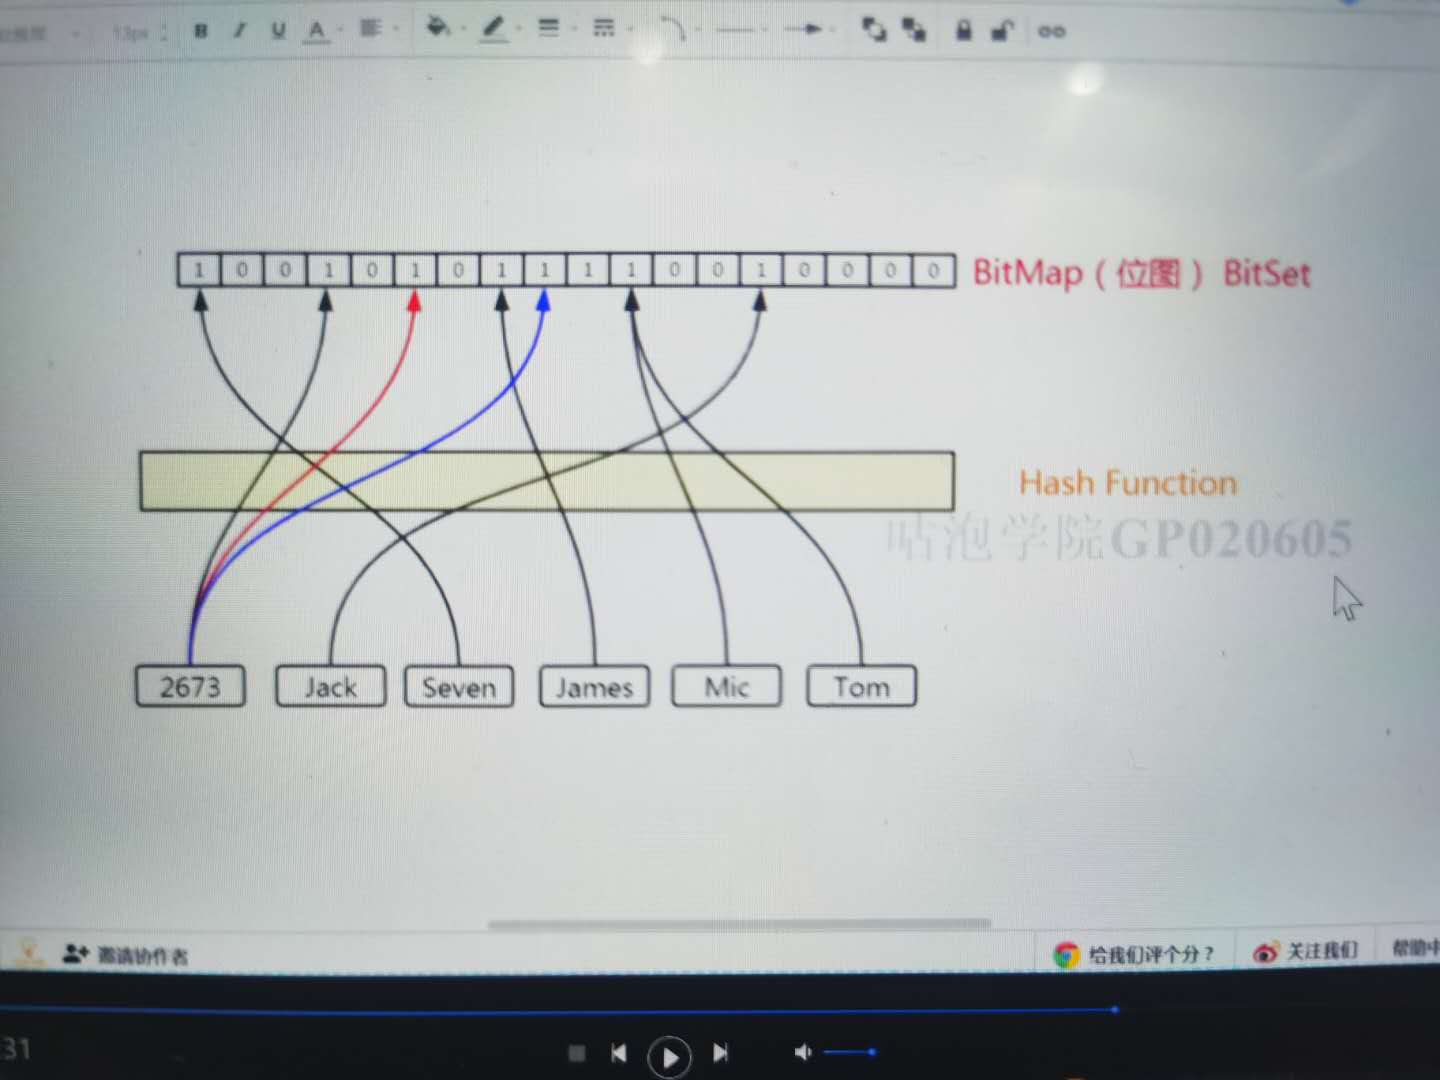 13px B I U A
1 0 0 1 0 1 0 1 1 1 1 0 0 1 0 0 0 0 BitMap（位图） BitSet
Hash Function
咕泡学院GP020605
2673 Jack Seven James Mic Tom
邀请协作者 给我们评个分？ 关注我们 帮助中
:31